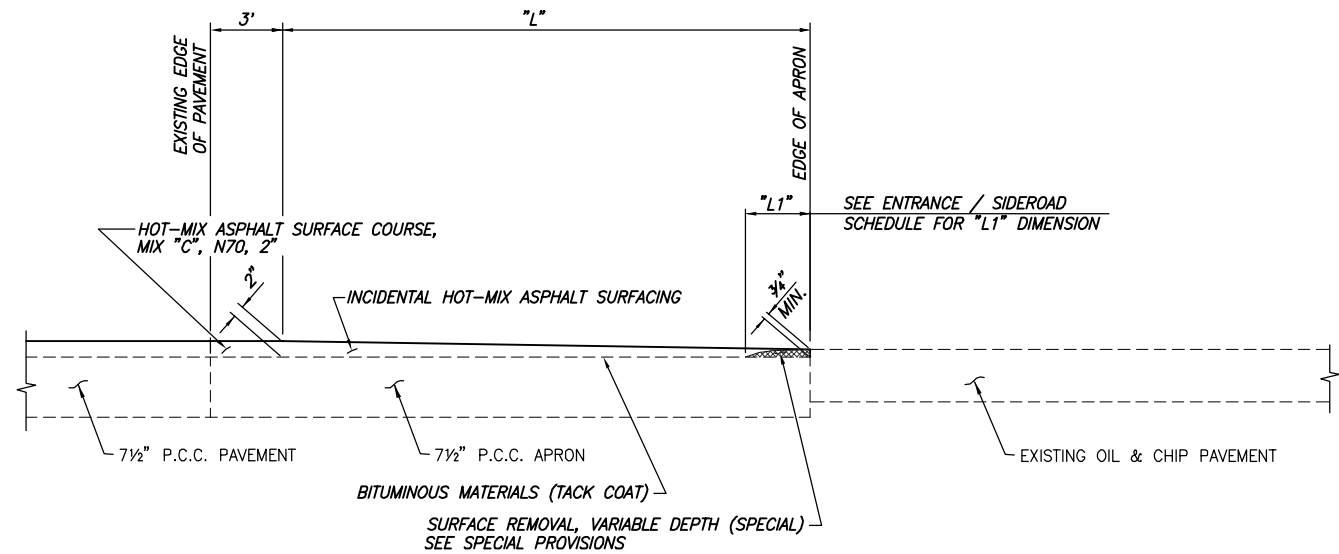 3'
"L"
EXISTING EDGE
OF PAVEMENT
EDGE OF APRON
"L1"
SEE ENTRANCE / SIDEROAD
SCHEDULE FOR "L1" DIMENSION
HOT-MIX ASPHALT SURFACE COURSE,
MIX "C", N70, 2"
2"
INCIDENTAL HOT-MIX ASPHALT SURFACING
¾"
MIN.
7½" P.C.C. PAVEMENT
7½" P.C.C. APRON
EXISTING OIL & CHIP PAVEMENT
BITUMINOUS MATERIALS (TACK COAT)
SURFACE REMOVAL, VARIABLE DEPTH (SPECIAL)
SEE SPECIAL PROVISIONS